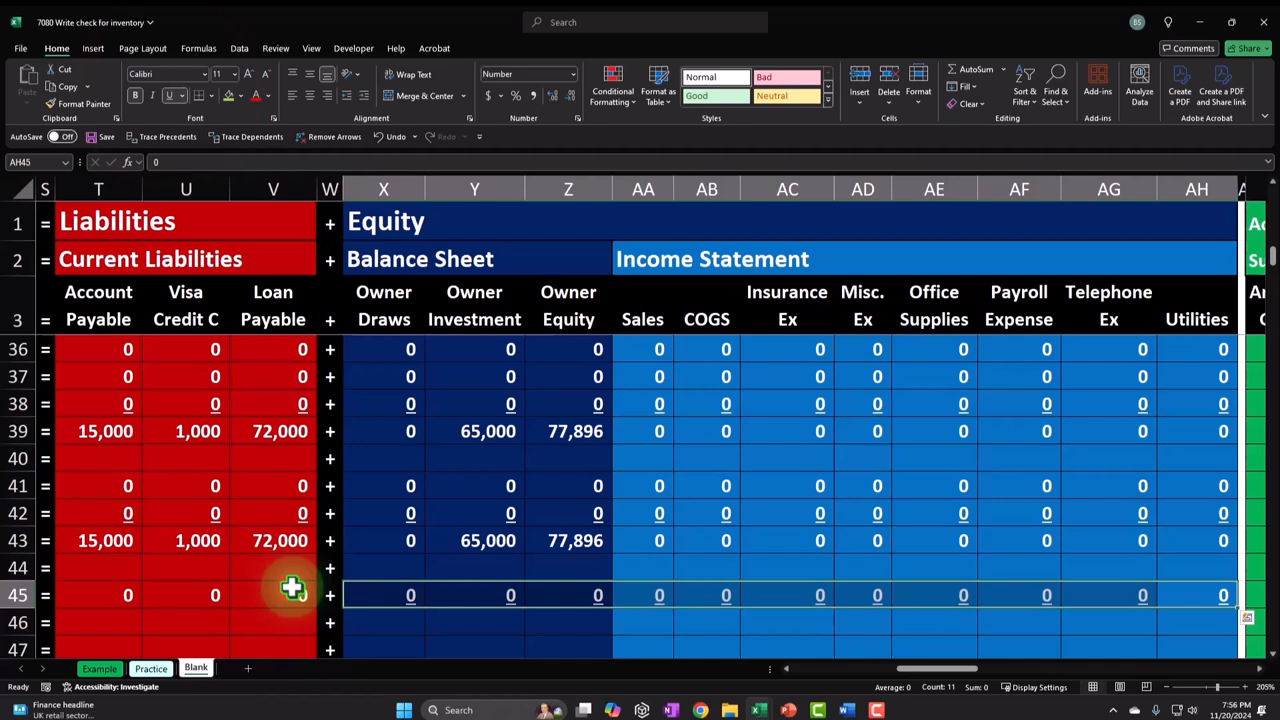 7080 Write check for inventory
Search
BS
File Home Insert Page Layout Formulas Data Review View Developer Help Acrobat
Comments Share
Paste
Cut
Copy
Format Painter
Clipboard
Calibri 11
B I U
Font
Wrap Text
Merge & Center
Alignment
Number
$ % ,
Number
Conditional Formatting
Format as Table
Normal Bad
Good Neutral
Styles
Insert Delete Format
Cells
AutoSum
Fill
Clear
Sort & Filter
Find & Select
Editing
Add-ins
Add-ins
Analyze Data
Create a PDF
Create a PDF and Share link
Adobe Acrobat
AutoSave Off Save Trace Precedents Trace Dependents Remove Arrows Undo Redo
AH45 fx 0
S T U V W X Y Z AA AB AC AD AE AF AG AH
1 = Liabilities + Equity
2 = Current Liabilities + Balance Sheet Income Statement
Account Visa Loan Owner Owner Owner Insurance Misc. Office Payroll Telephone
3 = Payable Credit C Payable + Draws Investment Equity Sales COGS Ex Ex Supplies Expense Ex Utilities
36 = 0 0 0 + 0 0 0 0 0 0 0 0 0 0 0
37 = 0 0 0 + 0 0 0 0 0 0 0 0 0 0 0
38 = 0 0 0 + 0 0 0 0 0 0 0 0 0 0 0
39 = 15,000 1,000 72,000 + 0 65,000 77,896 0 0 0 0 0 0 0 0
40 = +
41 = 0 0 0 + 0 0 0 0 0 0 0 0 0 0 0
42 = 0 0 0 + 0 0 0 0 0 0 0 0 0 0 0
43 = 15,000 1,000 72,000 + 0 65,000 77,896 0 0 0 0 0 0 0 0
44 = +
45 = 0 0 + 0 0 0 0 0 0 0 0 0 0 0
46 = +
47 = +
Example Practice Blank
Ready Accessibility: Investigate Average: 0 Count: 11 Sum: 0 Display Settings 205%
Finance headline
UK retail sector...
Search
7:56 PM
11/20/2024